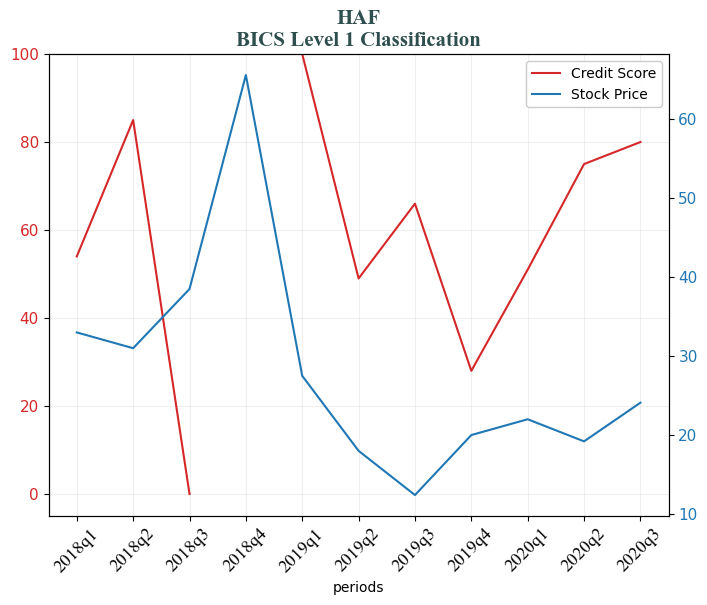 HAF
BICS Level 1 Classification
100
80
60
40
20
0
Credit Score
Stock Price
60
50
40
30
20
10
2018q1
2018q2
2018q3
2018q4
2019q1
2019q2
2019q3
2019q4
2020q1
2020q2
2020q3
periods